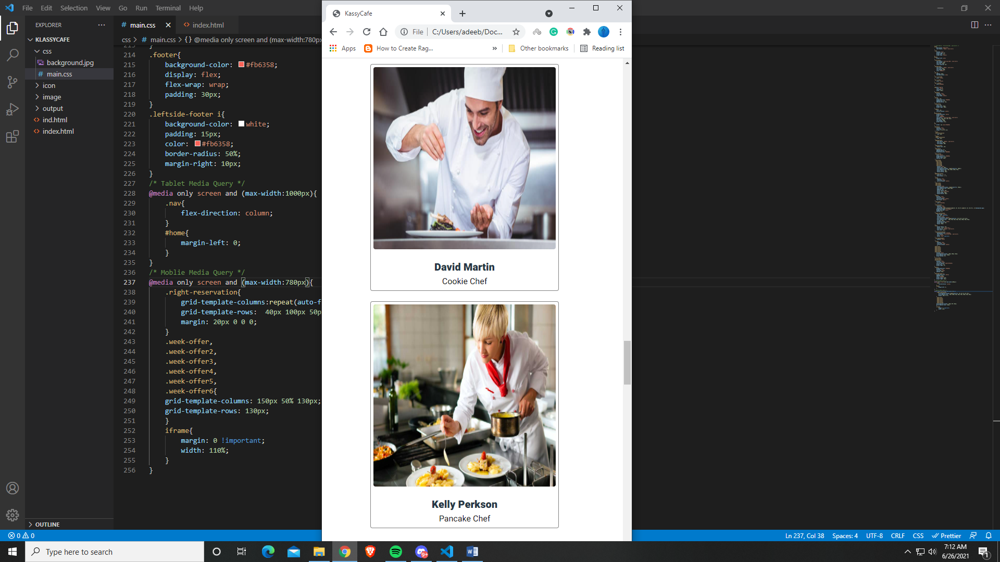 File Edit Selection View Go Run Terminal Help
EXPLORER
KLASSYCAFE
css
background.jpg
# main.css
icon
image
output
ind.html
index.html
OUTLINE
# main.css
index.html
css > # main.css > {} @media only screen and (max-width:780px
213 }
214 .footer{
215 background-color: #fb6358;
216 display: flex;
217 flex-wrap: wrap;
218 padding: 30px;
219 }
220 .leftside-footer i{
221 background-color: white;
222 padding: 15px;
223 color: #fb6358;
224 border-radius: 50%;
225 margin-right: 10px;
226 }
227 /* Tablet Media Query */
228 @media only screen and (max-width:1000px){
229 .nav{
230 flex-direction: column;
231 }
232 #home{
233 margin-left: 0;
234 }
235 }
236 /* Moblie Media Query */
237 @media only screen and (max-width:780px){
238 .right-reservation{
239 grid-template-columns:repeat(auto-f
240 grid-template-rows: 40px 100px 50p
241 margin: 20px 0 0 0;
242 }
243 .week-offer,
244 .week-offer2,
245 .week-offer3,
246 .week-offer4,
247 .week-offer5,
248 .week-offer6{
249 grid-template-columns: 150px 50% 130px;
250 grid-template-rows: 130px;
251 }
252 iframe{
253 margin: 0 !important;
254 width: 110%;
255 }
256 }
KassyCafe
File C:/Users/adeeb/Doc...
Apps How to Create Rag... » Other bookmarks Reading list
David Martin
Cookie Chef
Kelly Perkson
Pancake Chef
0 0
Ln 237, Col 38 Spaces: 4 UTF-8 CRLF CSS Prettier
Type here to search
9+
7:12 AM
6/26/2021
1